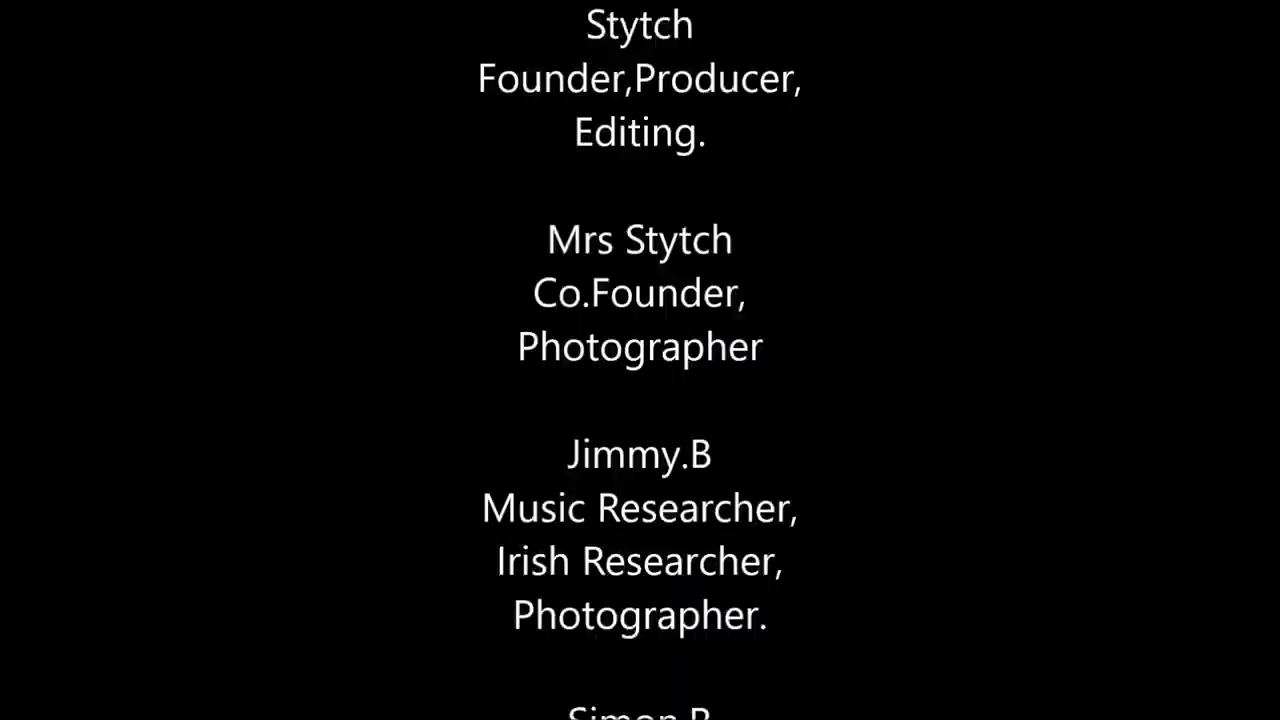 Stytch
Founder,Producer,
Editing.
Mrs Stytch
Co.Founder,
Photographer
Jimmy.B
Music Researcher,
Irish Researcher,
Photographer.